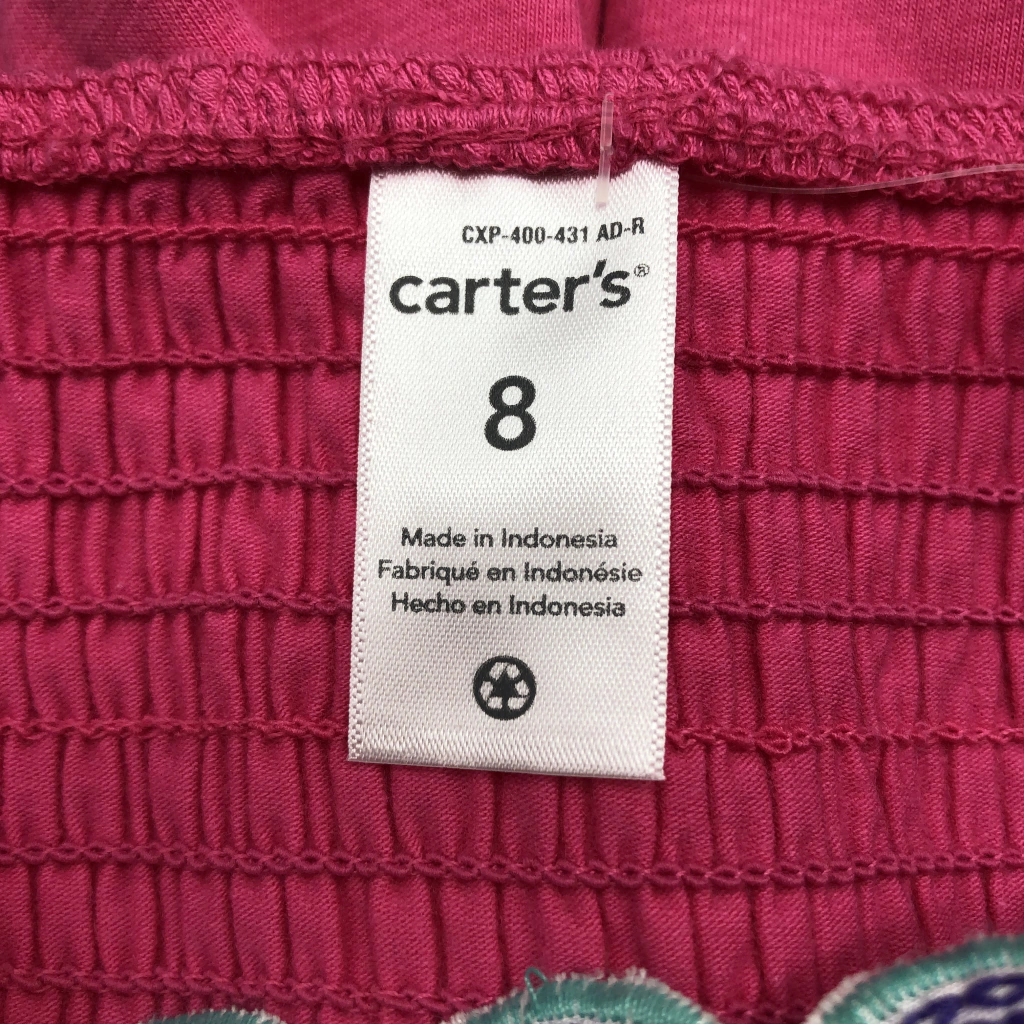 CXP-400-431 AD-R
carter's®
8
Made in Indonesia
Fabriqué en Indonésie
Hecho en Indonesia